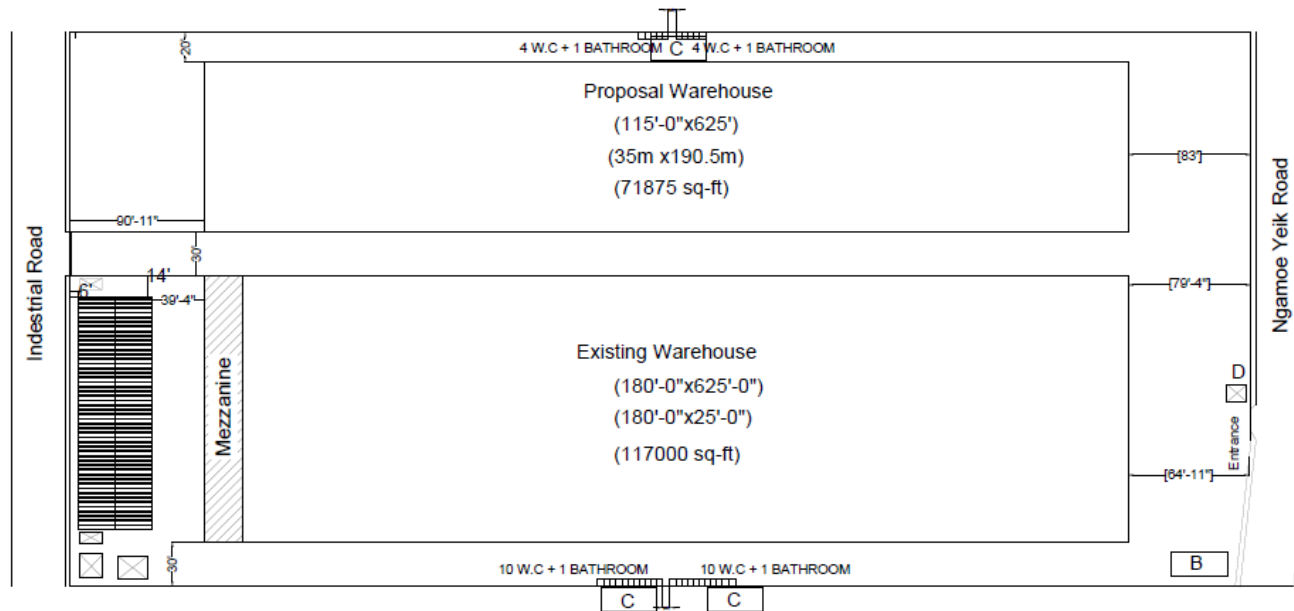 20'
4 W.C + 1 BATHROOM
C
4 W.C + 1 BATHROOM
Proposal Warehouse
(115'-0"x625')
(35m x190.5m)
(71875 sq-ft)
[83']
90'-11"
30'
Indestrial Road
Ngamoe Yeik Road
14'
6'
39'-4"
[79'-4"]
Mezzanine
Existing Warehouse
(180'-0"x625'-0")
(180'-0"x25'-0")
(117000 sq-ft)
D
Entrance
[64'-11"]
30'
10 W.C + 1 BATHROOM
10 W.C + 1 BATHROOM
B
C
C